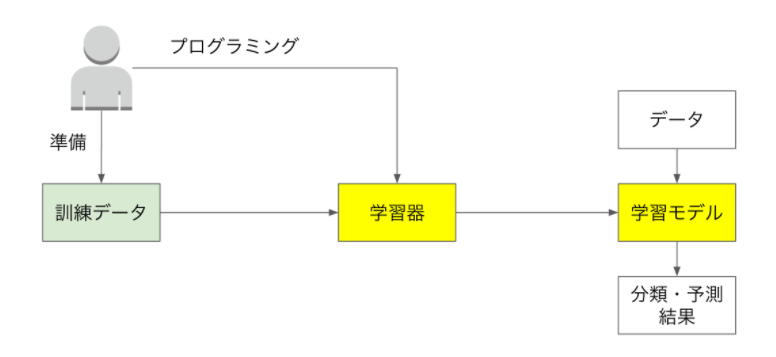 プログラミング
準備
データ
訓練データ
学習器
学習モデル
分類・予測
結果